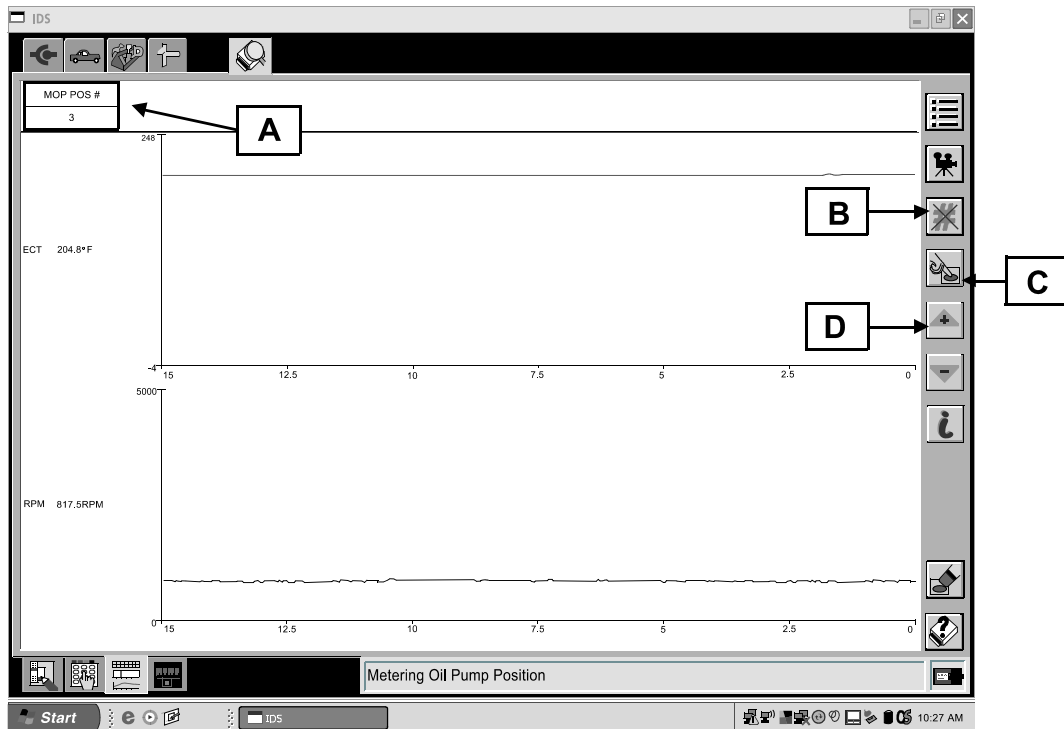 IDS
MOP POS #
3
A
248
B
ECT 204.8°F
C
D
-4
15 12.5 10 7.5 5 2.5 0
5000
i
RPM 817.5RPM
0
15 12.5 10 7.5 5 2.5 0
?
Metering Oil Pump Position
Start
IDS
10:27 AM